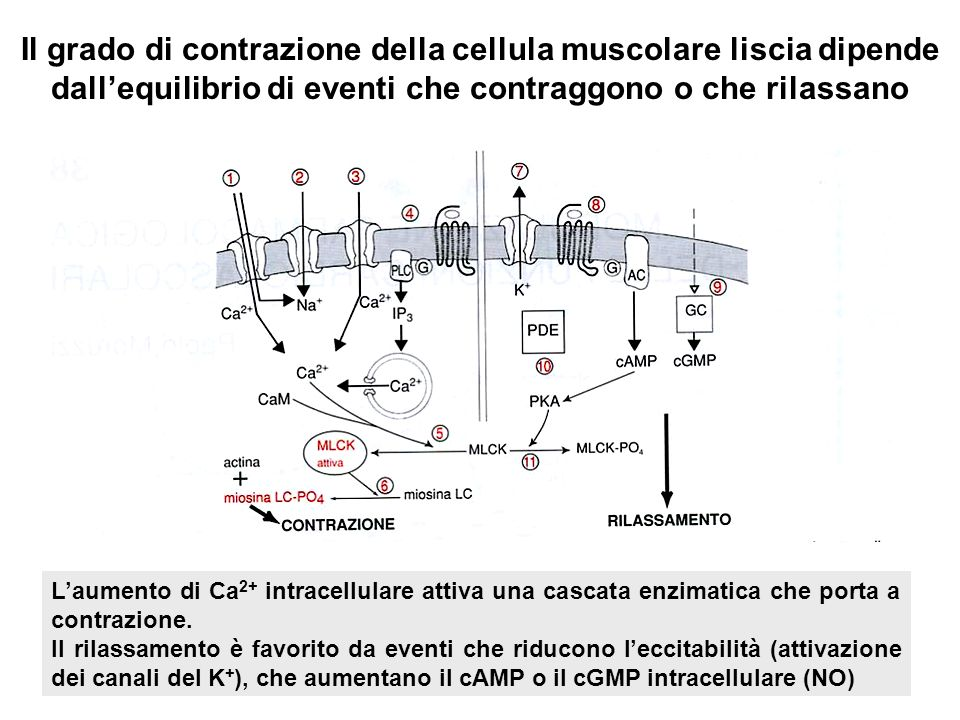 Il grado di contrazione della cellula muscolare liscia dipende
dall’equilibrio di eventi che contraggono o che rilassano
1
2
3
4
7
8
PLC
G
G
AC
9
Ca2+
Na+
Ca2+
IP3
K+
GC
PDE
cAMP
cGMP
10
Ca2+
Ca2+
CaM
PKA
5
MLCK
attiva
MLCK
MLCK-PO4
11
actina
+
miosina LC-PO4
6
miosina LC
CONTRAZIONE
RILASSAMENTO
L’aumento di Ca2+ intracellulare attiva una cascata enzimatica che porta a
contrazione.
Il rilassamento è favorito da eventi che riducono l’eccitabilità (attivazione
dei canali del K+), che aumentano il cAMP o il cGMP intracellulare (NO)